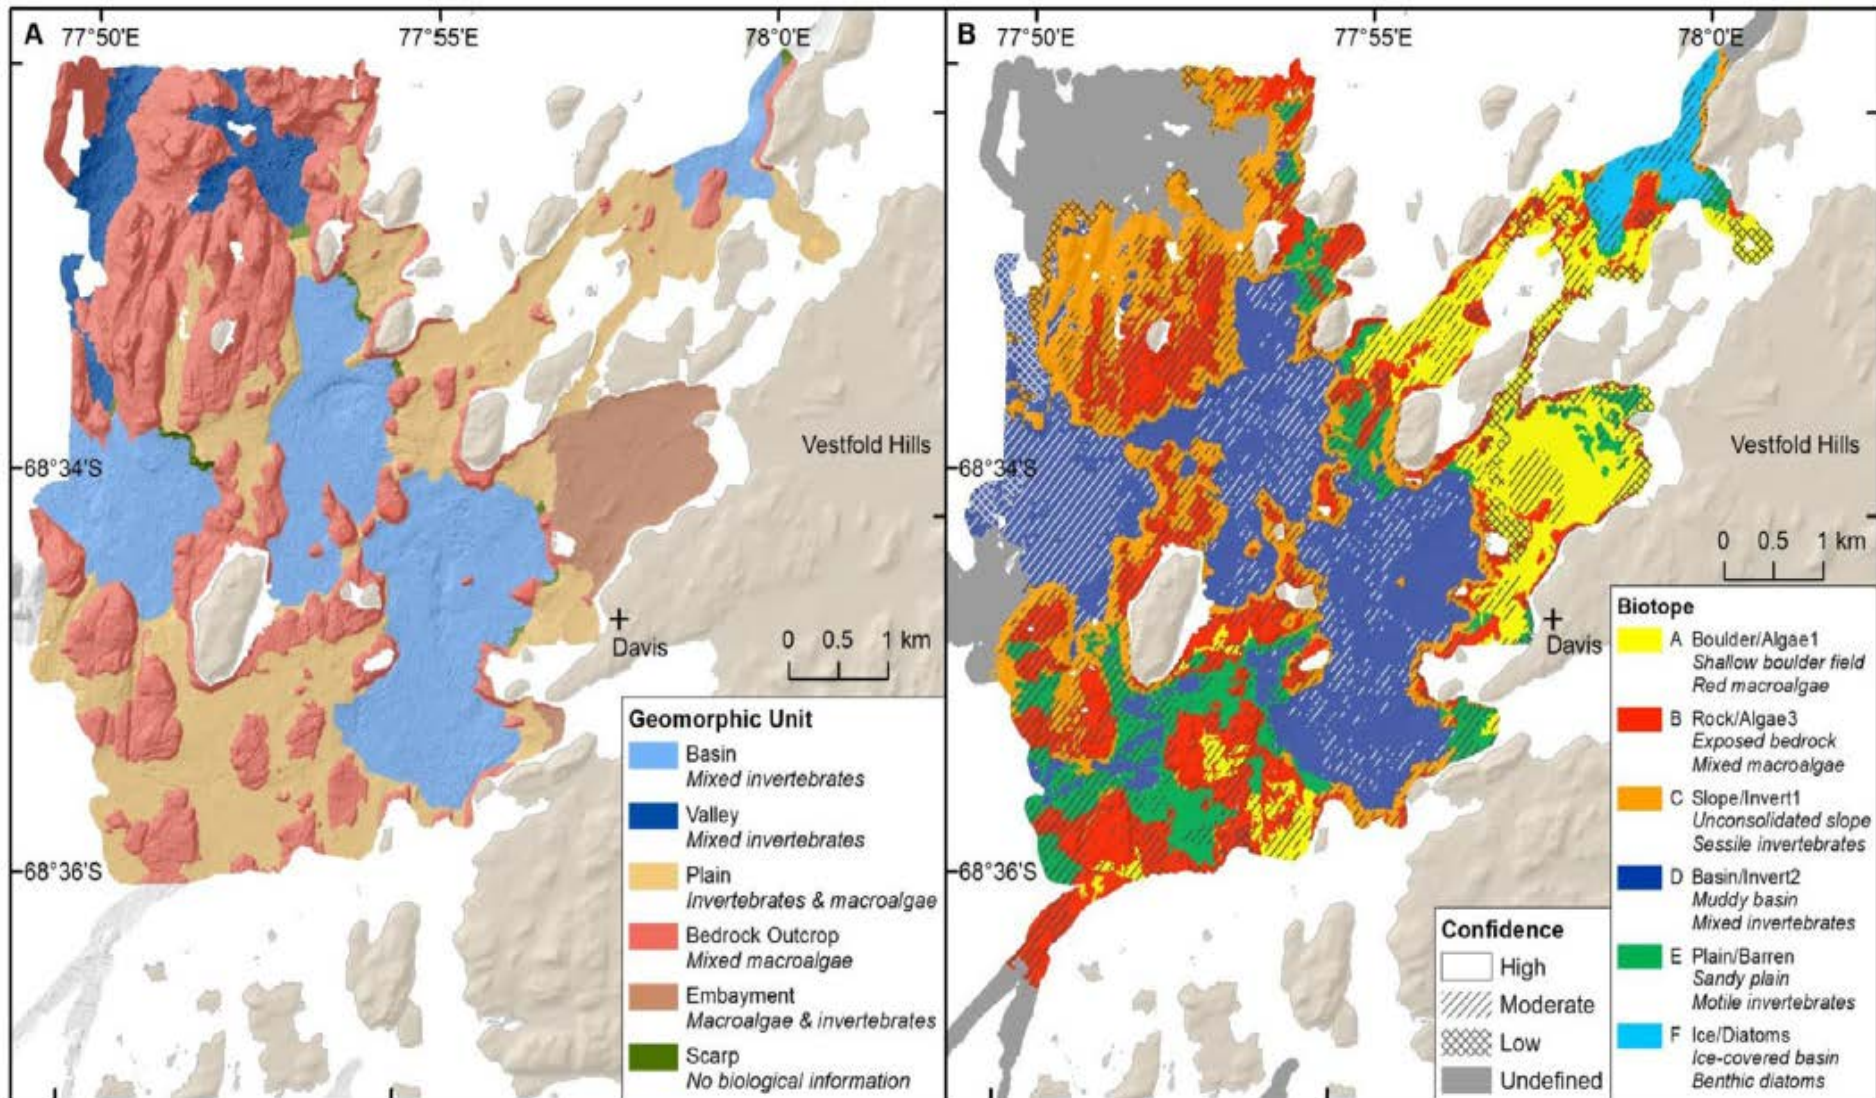 A
77°50'E
77°55'E
78°0'E
68°34'S
68°36'S
Vestfold Hills
Davis
0 0.5 1 km
Geomorphic Unit
Basin
Mixed invertebrates
Valley
Mixed invertebrates
Plain
Invertebrates & macroalgae
Bedrock Outcrop
Mixed macroalgae
Embayment
Macroalgae & invertebrates
Scarp
No biological information
B
77°50'E
77°55'E
78°0'E
68°34'S
68°36'S
Vestfold Hills
Davis
0 0.5 1 km
Confidence
High
Moderate
Low
Undefined
Biotope
A Boulder/Algae1
Shallow boulder field
Red macroalgae
B Rock/Algae3
Exposed bedrock
Mixed macroalgae
C Slope/Invert1
Unconsolidated slope
Sessile invertebrates
D Basin/Invert2
Muddy basin
Mixed invertebrates
E Plain/Barren
Sandy plain
Motile invertebrates
F Ice/Diatoms
Ice-covered basin
Benthic diatoms